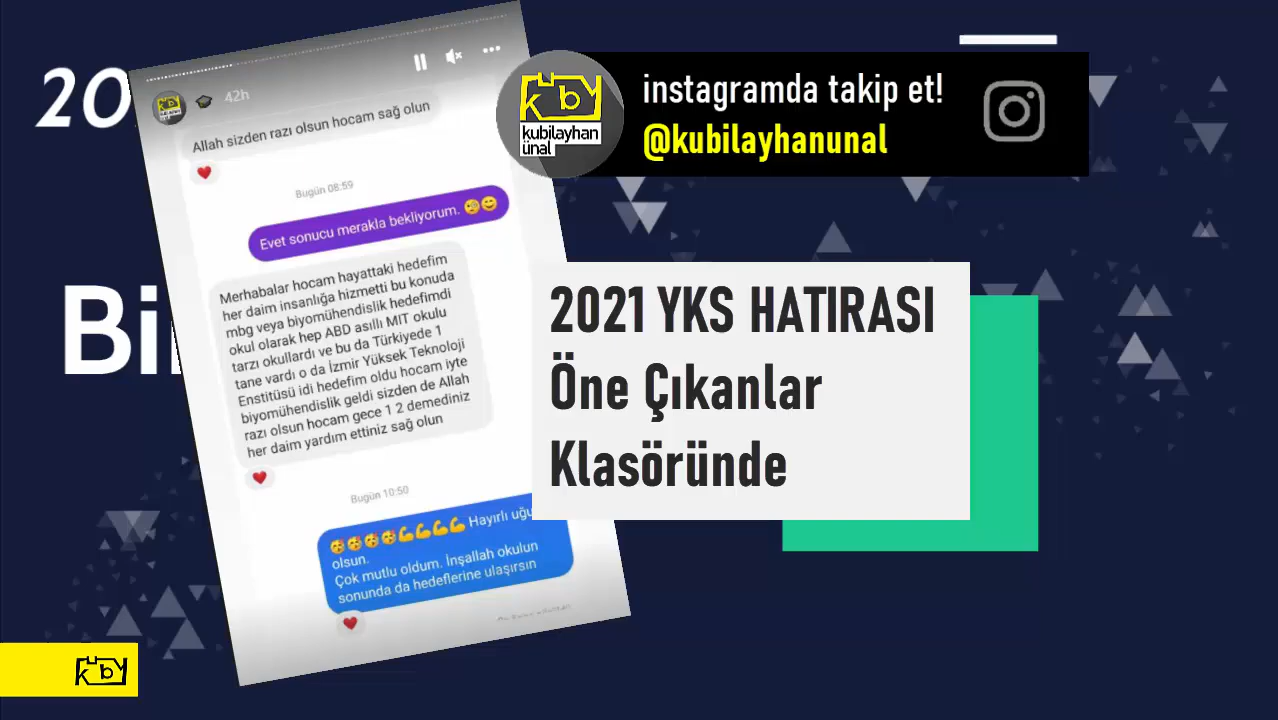 20
Bi
42h
Allah sizden razı olsun hocam sağ olun
Bugün 08:59
Evet sonucu merakla bekliyorum. 🧐😊
Merhabalar hocam hayattaki hedefim
her daim insanlığa hizmetti bu konuda
mbg veya biyomühendislik hedefimdi
okul olarak hep ABD asıllı MIT okulu
tarzı okullardı ve bu da Türkiyede 1
tane vardı o da İzmir Yüksek Teknoloji
Enstitüsü idi hedefim oldu hocam iyte
biyomühendislik geldi sizden de Allah
razı olsun hocam gece 1 2 demediniz
her daim yardım ettiniz sağ olun
Bugün 10:50
🥳🥳🥳🥳💪💪💪💪 Hayırlı uğu
olsun.
Çok mutlu oldum. İnşallah okulun
sonunda da hedeflerine ulaşırsın
kby
kubilayhan
ünal
instagramda takip et!
@kubilayhanunal
2021 YKS HATIRASI
Öne Çıkanlar
Klasöründe
kby